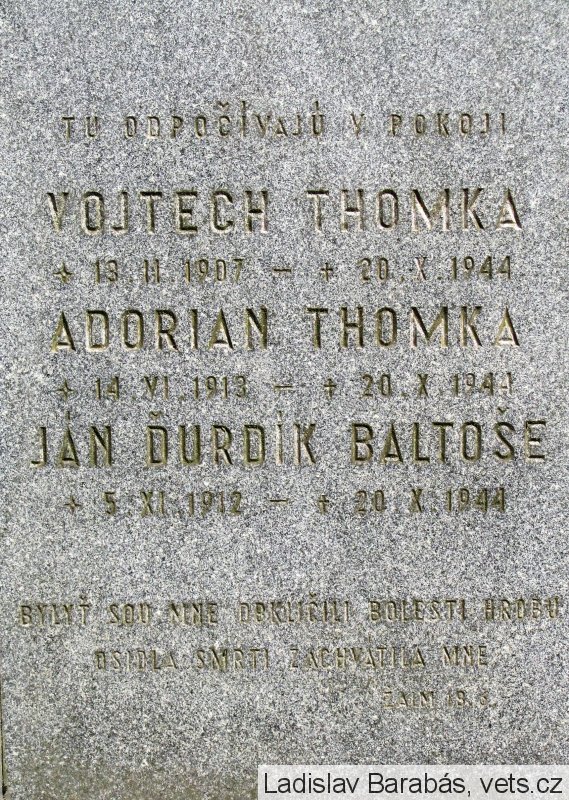 TU ODPOČÍVAJÚ V POKOJI
VOJTECH THOMKA
✶ 13.II.1907 — + 20.X.1944
ADORIAN THOMKA
✶ 14.VI.1913 — + 20.X.1944
JÁN ĎURDÍK BALTOŠE
✶ 5.XI.1912 — + 20.X.1944
BYLYŤ SOU MNE OBKLÍČILI BOLESTI HROBU
OSIDLA SMRTI ZACHVÁTILA MNE
ŽALM 18.6.
Ladislav Barabás, vets.cz